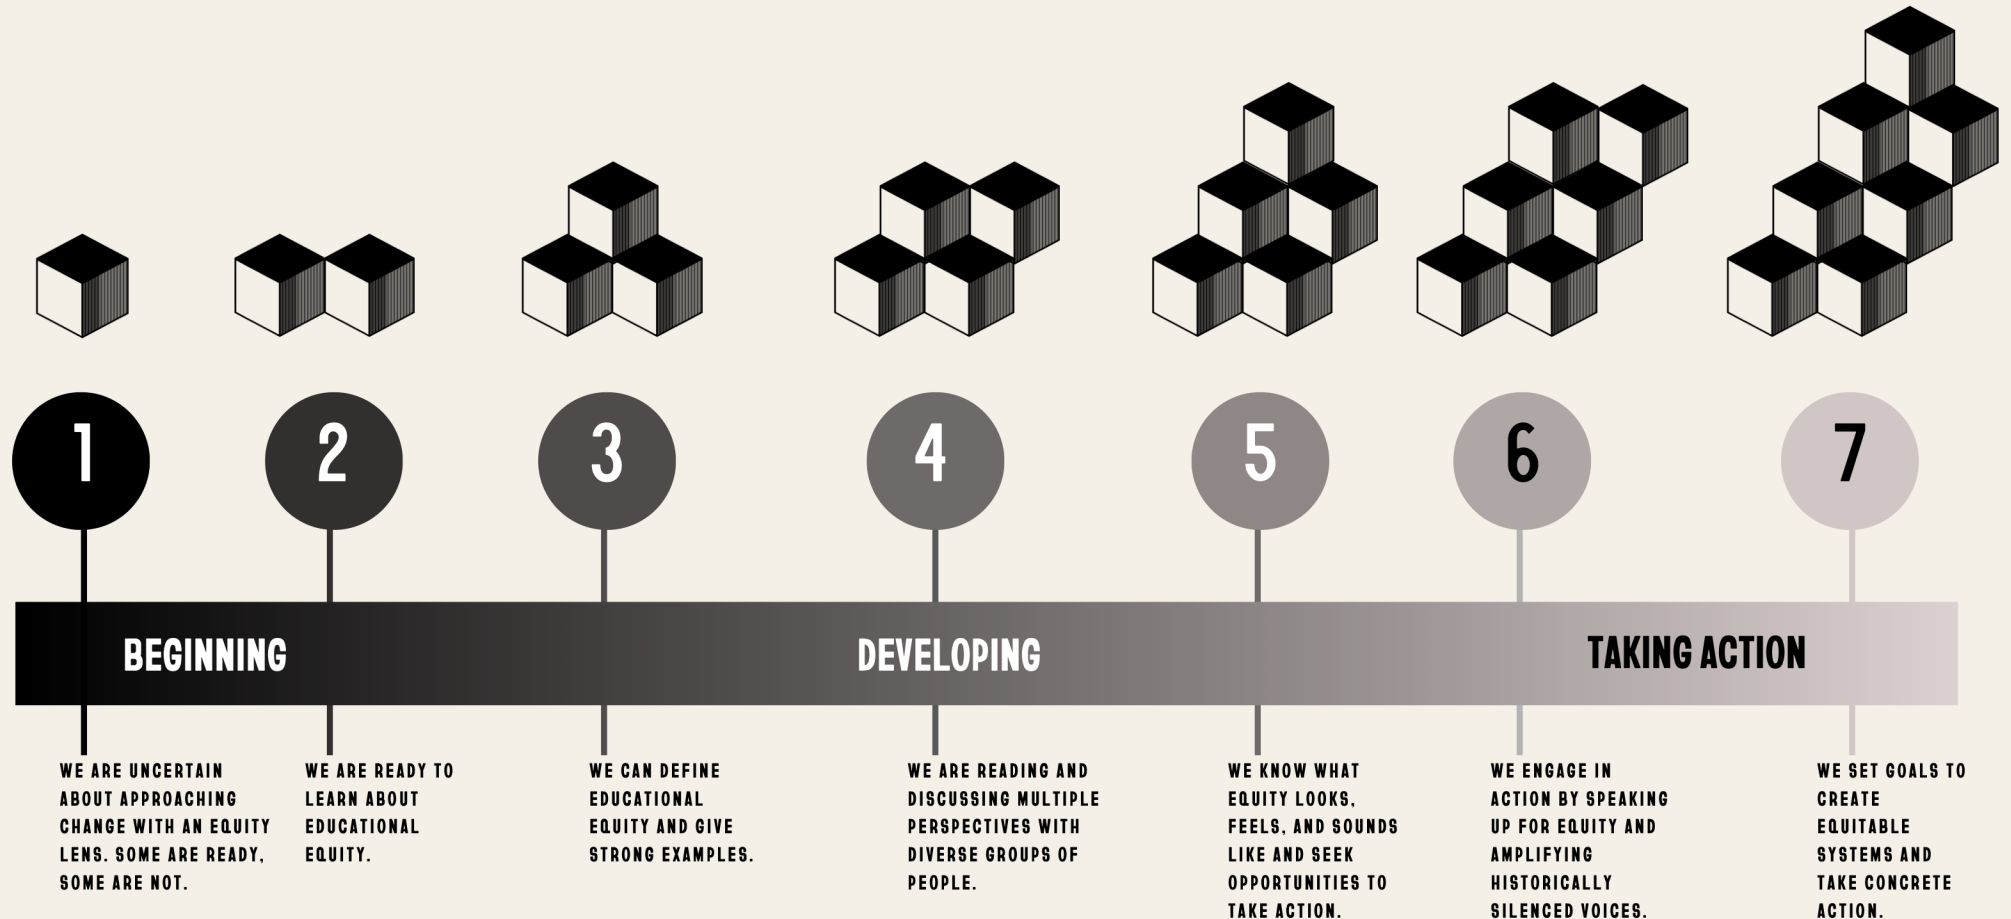 1
2
3
4
5
6
7
BEGINNING
DEVELOPING
TAKING ACTION
WE ARE UNCERTAIN
ABOUT APPROACHING
CHANGE WITH AN EQUITY
LENS. SOME ARE READY,
SOME ARE NOT.
WE ARE READY TO
LEARN ABOUT
EDUCATIONAL
EQUITY.
WE CAN DEFINE
EDUCATIONAL
EQUITY AND GIVE
STRONG EXAMPLES.
WE ARE READING AND
DISCUSSING MULTIPLE
PERSPECTIVES WITH
DIVERSE GROUPS OF
PEOPLE.
WE KNOW WHAT
EQUITY LOOKS,
FEELS, AND SOUNDS
LIKE AND SEEK
OPPORTUNITIES TO
TAKE ACTION.
WE ENGAGE IN
ACTION BY SPEAKING
UP FOR EQUITY AND
AMPLIFYING
HISTORICALLY
SILENCED VOICES.
WE SET GOALS TO
CREATE
EQUITABLE
SYSTEMS AND
TAKE CONCRETE
ACTION.